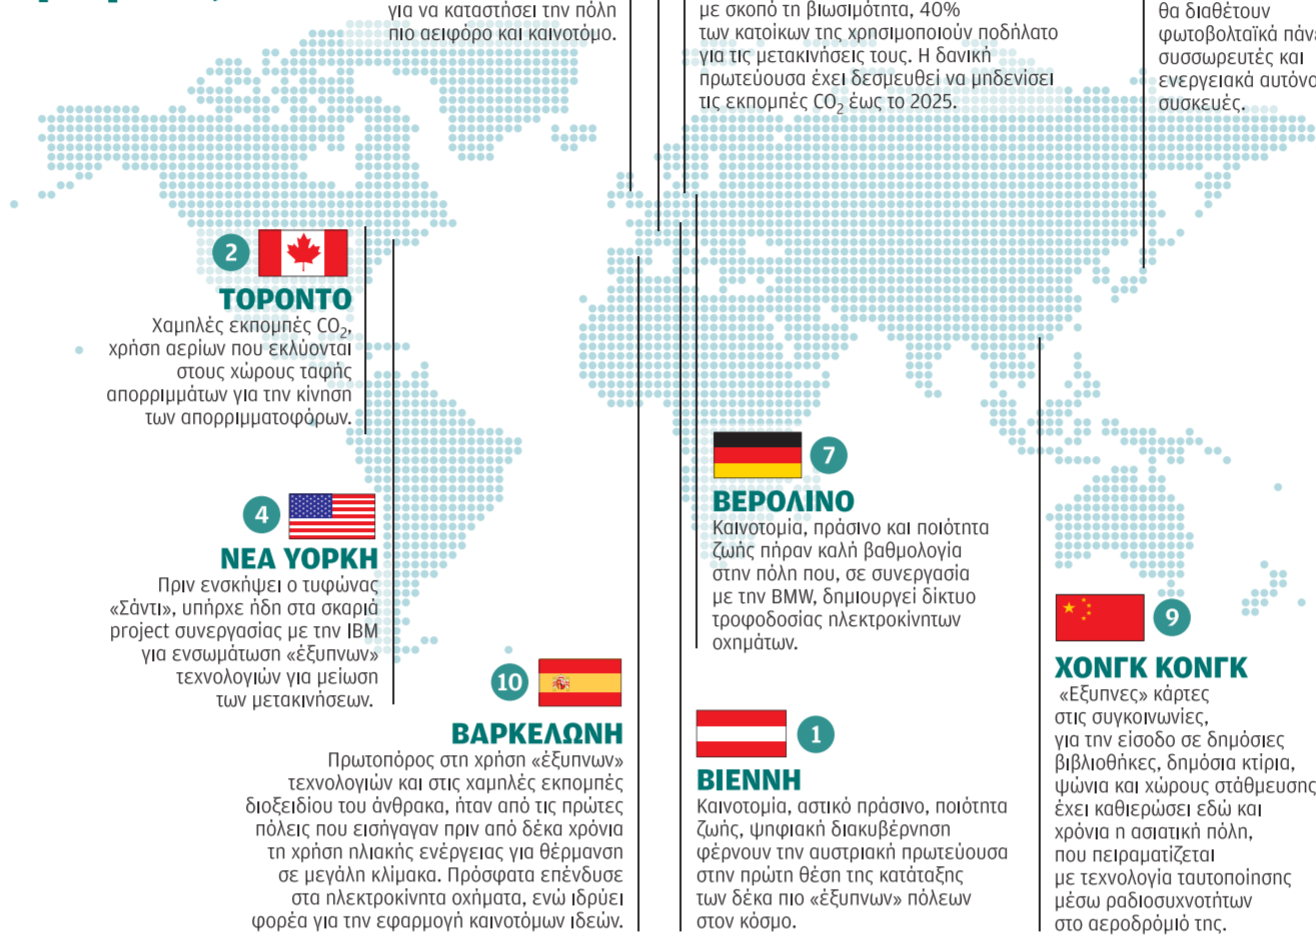 για να καταστήσει την πόλη
πιο αειφόρο και καινοτόμο.
με σκοπό τη βιωσιμότητα, 40%
των κατοίκων της χρησιμοποιούν ποδήλατο
για τις μετακινήσεις τους. Η δανική
πρωτεύουσα έχει δεσμευθεί να μηδενίσει
τις εκπομπές CO₂ έως το 2025.
θα διαθέτουν
φωτοβολταϊκά
συσσωρευτές και
ενεργειακά
συσκευές.
2
ΤΟΡΟΝΤΟ
Χαμηλές εκπομπές CO₂,
χρήση αερίων που εκλύονται
στους χώρους ταφής
απορριμμάτων για την κίνηση
των απορριμματοφόρων.
4
ΝΕΑ ΥΟΡΚΗ
Πριν ενσκήψει ο τυφώνας
«Σάντι», υπήρχε ήδη στα σκαριά
project συνεργασίας με την IBM
για ενσωμάτωση «έξυπνων»
τεχνολογιών για μείωση
των μετακινήσεων.
10
ΒΑΡΚΕΛΩΝΗ
Πρωτοπόρος στη χρήση «έξυπνων»
τεχνολογιών και στις χαμηλές εκπομπές
διοξειδίου του άνθρακα, ήταν από τις πρώτες
πόλεις που εισήγαγαν πριν από δέκα χρόνια
τη χρήση ηλιακής ενέργειας για θέρμανση
σε μεγάλη κλίμακα. Πρόσφατα επένδυσε
στα ηλεκτροκίνητα οχήματα, ενώ ιδρύει
φορέα για την εφαρμογή καινοτόμων ιδεών.
7
ΒΕΡΟΛΙΝΟ
Καινοτομία, πράσινο και ποιότητα
ζωής πήραν καλή βαθμολογία
στην πόλη που, σε συνεργασία
με την BMW, δημιουργεί δίκτυο
τροφοδοσίας ηλεκτροκίνητων
οχημάτων.
1
ΒΙΕΝΝΗ
Καινοτομία, αστικό πράσινο, ποιότητα
ζωής, ψηφιακή διακυβέρνηση
φέρνουν την αυστριακή πρωτεύουσα
στην πρώτη θέση της κατάταξης
των δέκα πιο «έξυπνων» πόλεων
στον κόσμο.
9
ΧΟΝΓΚ ΚΟΝΓΚ
«Εξυπνες» κάρτες
στις συγκοινωνίες,
για την είσοδο σε δημόσιες
βιβλιοθήκες, δημόσια κτίρια,
ψώνια και χώρους στάθμευσης
έχει καθιερώσει εδώ και
χρόνια η ασιατική πόλη,
που πειραματίζεται
με τεχνολογία ταυτοποίησης
μέσω ραδιοσυχνοτήτων
στο αεροδρόμιό της.